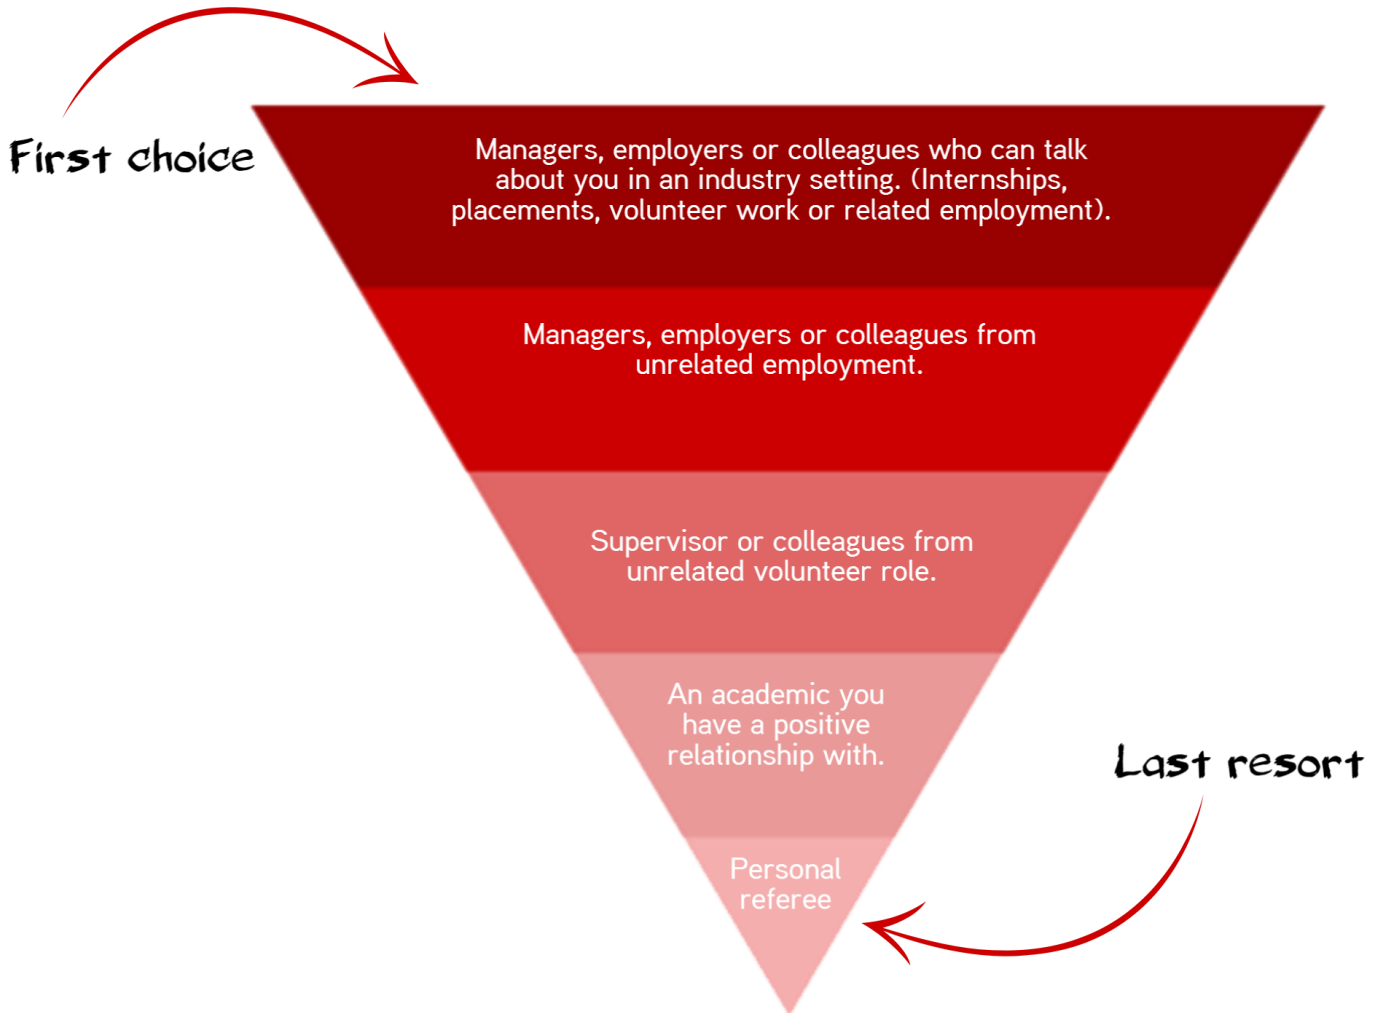 First choice
Managers, employers or colleagues who can talk
about you in an industry setting. (Internships,
placements, volunteer work or related employment).
Managers, employers or colleagues from
unrelated employment.
Supervisor or colleagues from
unrelated volunteer role.
An academic you
have a positive
relationship with.
Last resort
Personal
referee